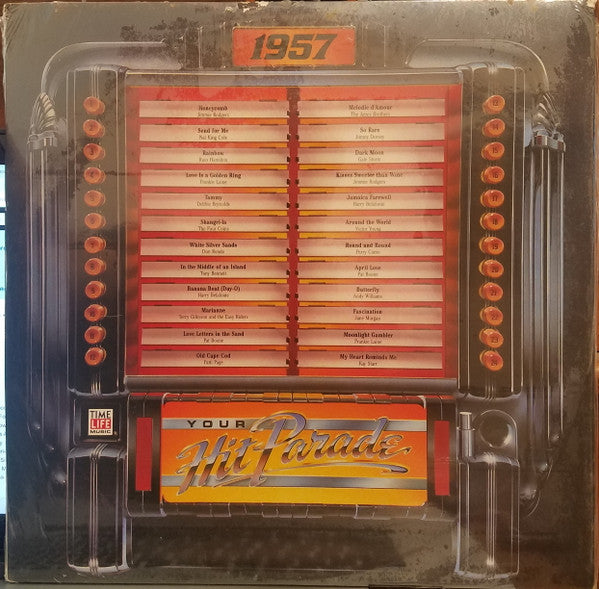 1957
Honeycomb
Jimmie Rodgers
Send for Me
Nat King Cole
Rainbow
Russ Hamilton
Love Is a Golden Ring
Frankie Laine
Tammy
Debbie Reynolds
Shangri-la
The Four Coins
White Silver Sands
Don Rondo
In the Middle of an Island
Tony Bennett
Banana Boat (Day-O)
Harry Belafonte
Marianne
Terry Gilkyson and the Easy Riders
Love Letters in the Sand
Pat Boone
Old Cape Cod
Patti Page
Melodie d'Amour
The Ames Brothers
So Rare
Jimmy Dorsey
Dark Moon
Gale Storm
Kisses Sweeter than Wine
Jimmie Rodgers
Jamaica Farewell
Harry Belafonte
Around the World
Victor Young
Round and Round
Perry Como
April Love
Pat Boone
Butterfly
Andy Williams
Fascination
Jane Morgan
Moonlight Gambler
Frankie Laine
My Heart Reminds Me
Kay Starr
TIME
LIFE
MUSIC
YOUR
Hit Parade